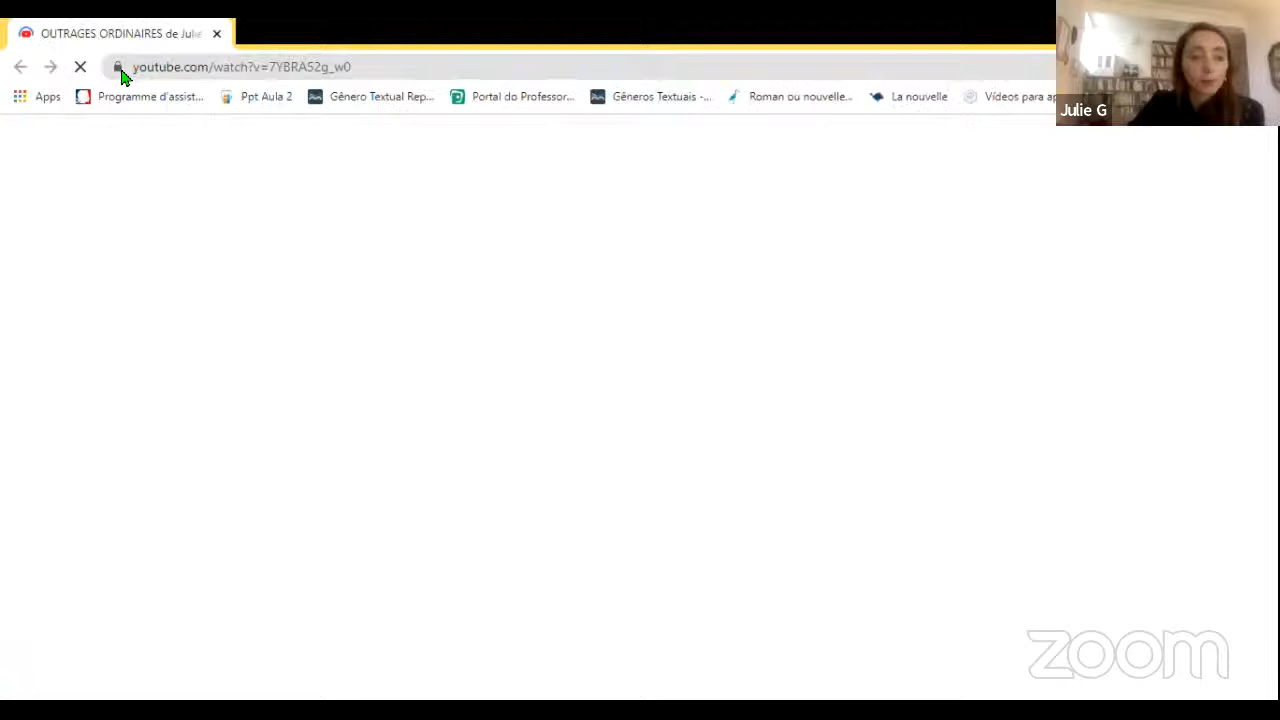 OUTRAGES ORDINAIRES de Julie
youtube.com/watch?v=7YBRA52g_w0
Apps Programme d'assist... Ppt Aula 2 Gênero Textual Rep... Portal do Professor... Gêneros Textuais -... Roman ou nouvelle... La nouvelle Vídeos para ap
Julie G
zoom